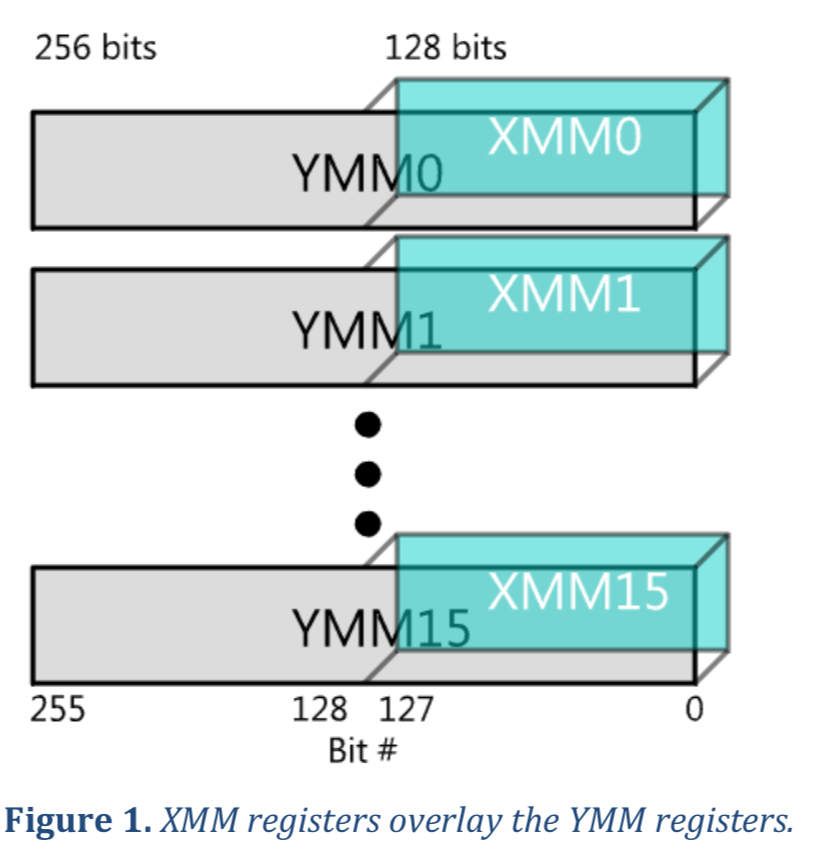 256 bits 128 bits
XMM0
YMM0
XMM1
YMM1
XMM15
YMM15
255 128 127 0
Bit #
Figure 1. XMM registers overlay the YMM registers.